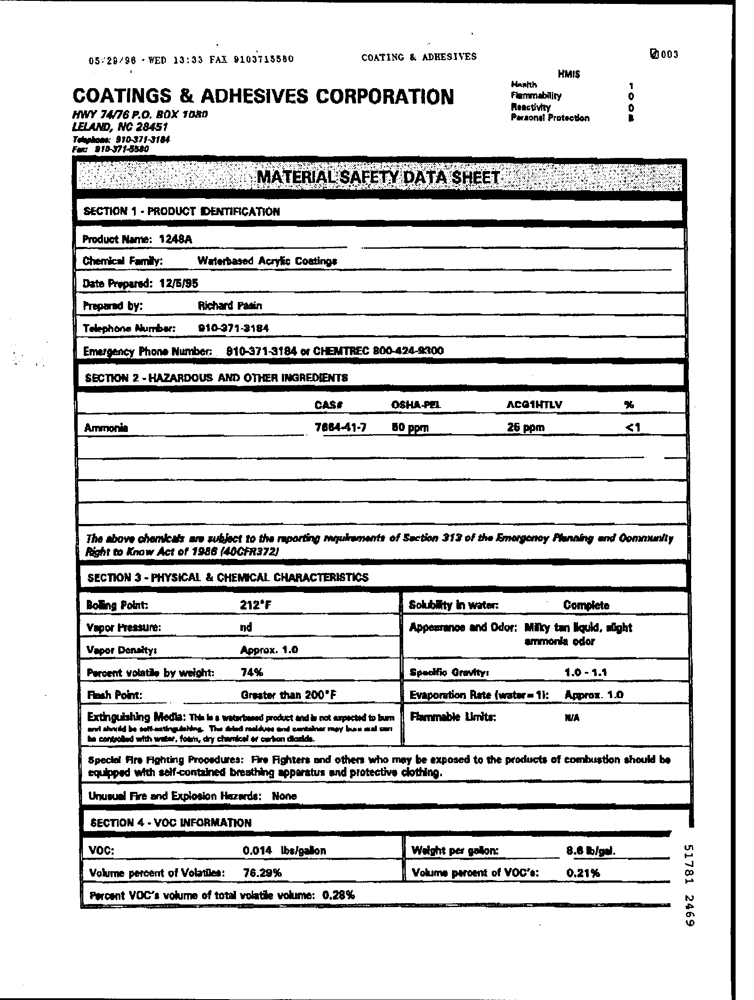 05/29/96 - WED 13:33 FAX 9103715580 COATING & ADHESIVES 003
HMIS
Health 1
Flammability 0
Reactivity 0
Personal Protection B
COATINGS & ADHESIVES CORPORATION
HWY 74/76 P.O. BOX 1080
LELAND, NC 28451
Telephone: 910-371-3184
Fax: 910-371-5580
MATERIAL SAFETY DATA SHEET
SECTION 1 - PRODUCT IDENTIFICATION
Product Name: 1248A
Chemical Family: Waterbased Acrylic Coatings
Date Prepared: 12/5/95
Prepared by: Richard Pasin
Telephone Number: 910-371-3184
Emergency Phone Number: 910-371-3184 or CHEMTREC 800-424-9300
SECTION 2 - HAZARDOUS AND OTHER INGREDIENTS
CAS# OSHA-PEL ACGIHTLV %
Ammonia 7664-41-7 50 ppm 25 ppm <1
The above chemicals are subject to the reporting requirements of Section 313 of the Emergency Planning and Community
Right to Know Act of 1986 (40CFR372)
SECTION 3 - PHYSICAL & CHEMICAL CHARACTERISTICS
Boiling Point: 212°F Solubility in water: Complete
Vapor Pressure: nd Appearance and Odor: Milky tan liquid, slight
ammonia odor
Vapor Density: Approx. 1.0
Percent volatile by weight: 74% Specific Gravity: 1.0 - 1.1
Flash Point: Greater than 200°F Evaporation Rate (water = 1): Approx. 1.0
Extinguishing Media: This is a waterbased product and is not expected to burn Flammable Limits: N/A
and should be self-extinguishing. The dried residues and container may burn and can
be controlled with water, foam, dry chemical or carbon dioxide.
Special Fire Fighting Procedures: Fire Fighters and others who may be exposed to the products of combustion should be
equipped with self-contained breathing apparatus and protective clothing.
Unusual Fire and Explosion Hazards: None
SECTION 4 - VOC INFORMATION
VOC: 0.014 lbs/gallon Weight per gallon: 8.6 lb/gal.
Volume percent of Volatiles: 76.29% Volume percent of VOC's: 0.21%
Percent VOC's volume of total volatile volume: 0.28%
51781 2469